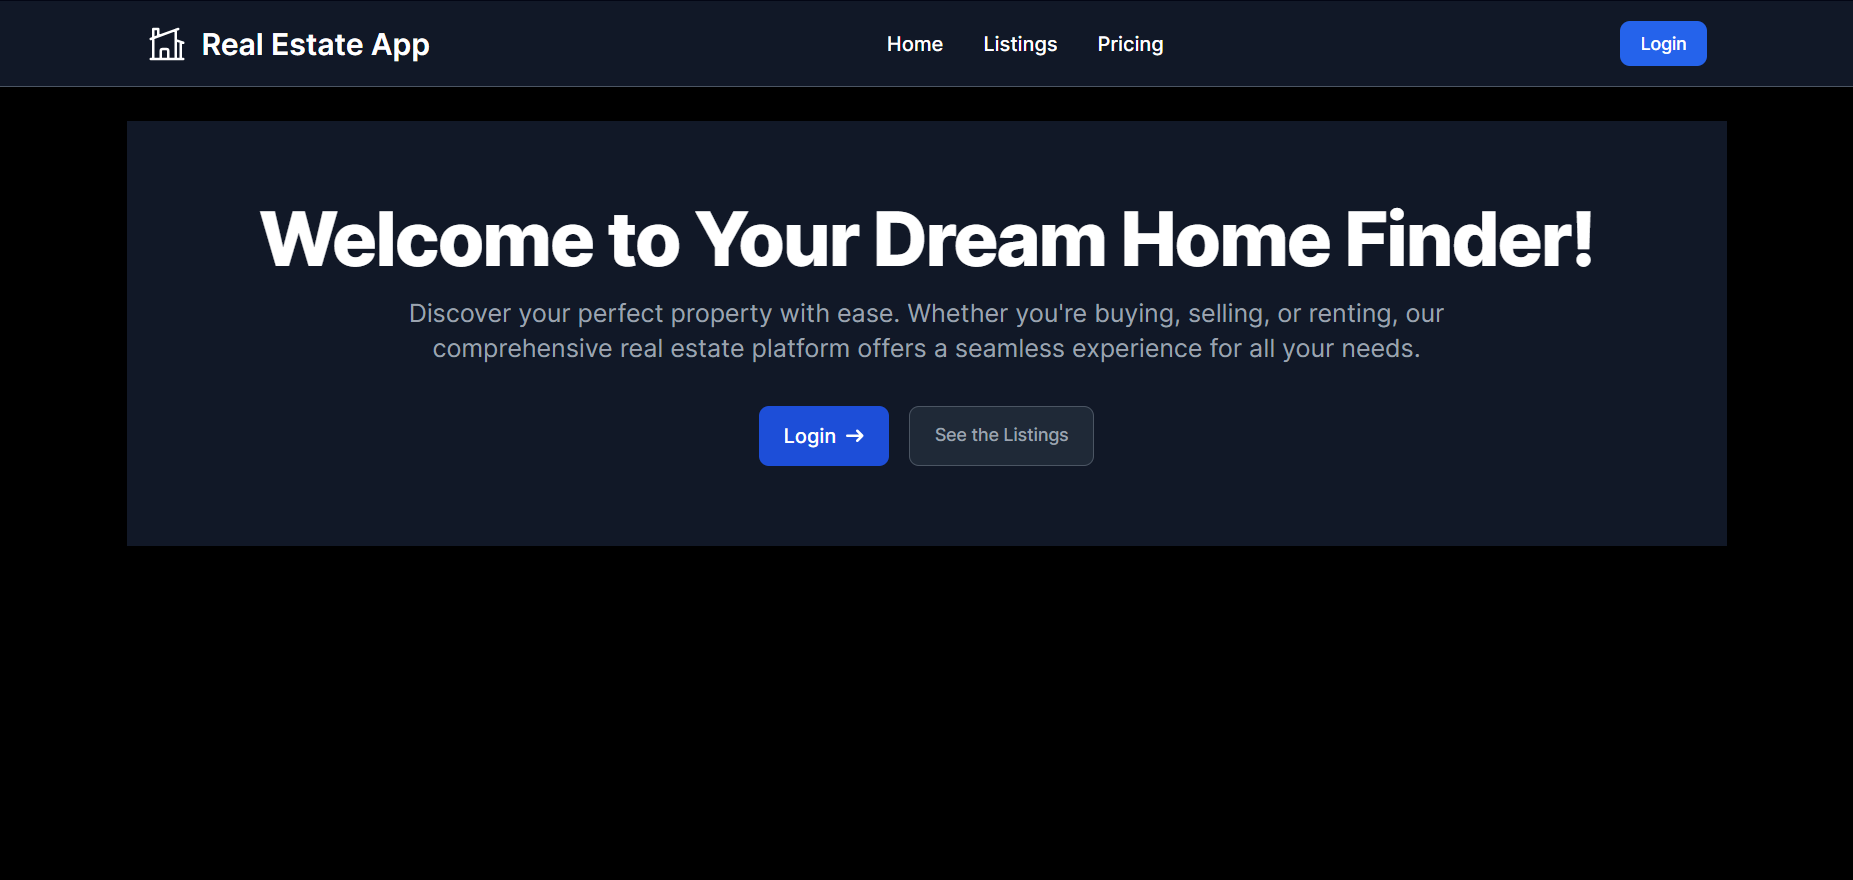 Real Estate App
Home Listings Pricing
Login
Welcome to Your Dream Home Finder!
Discover your perfect property with ease. Whether you're buying, selling, or renting, our
comprehensive real estate platform offers a seamless experience for all your needs.
Login →
See the Listings